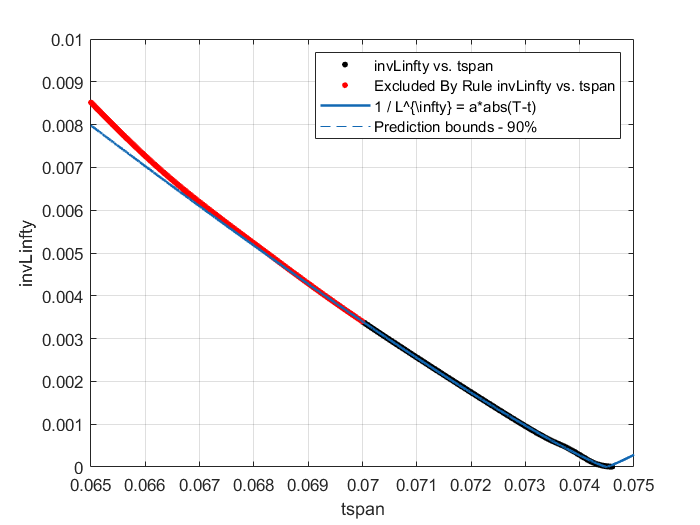 0.01
0.009
0.008
0.007
0.006
0.005
0.004
0.003
0.002
0.001
0
invLinfty
invLinfty vs. tspan
Excluded By Rule invLinfty vs. tspan
1 / L^{\infty} = a*abs(T-t)
Prediction bounds - 90%
0.065 0.066 0.067 0.068 0.069 0.07 0.071 0.072 0.073 0.074 0.075
tspan